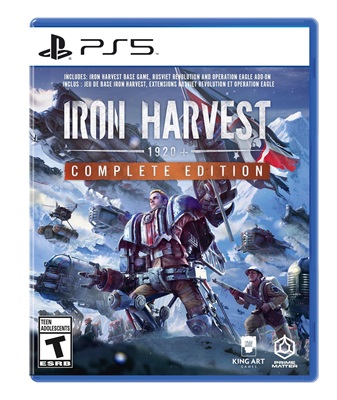 PS5
INCLUDES: IRON HARVEST BASE GAME, RUSVIET REVOLUTION AND OPERATION EAGLE ADD-ON
INCLUS : JEU DE BASE IRON HARVEST, EXTENSIONS RUSVIET REVOLUTION ET OPERATION EAGLE
IRON HARVEST
1920+
COMPLETE EDITION
TEEN
ADOLESCENTS
T
ESRB
KING ART
GAMES
PRIME
MATTER